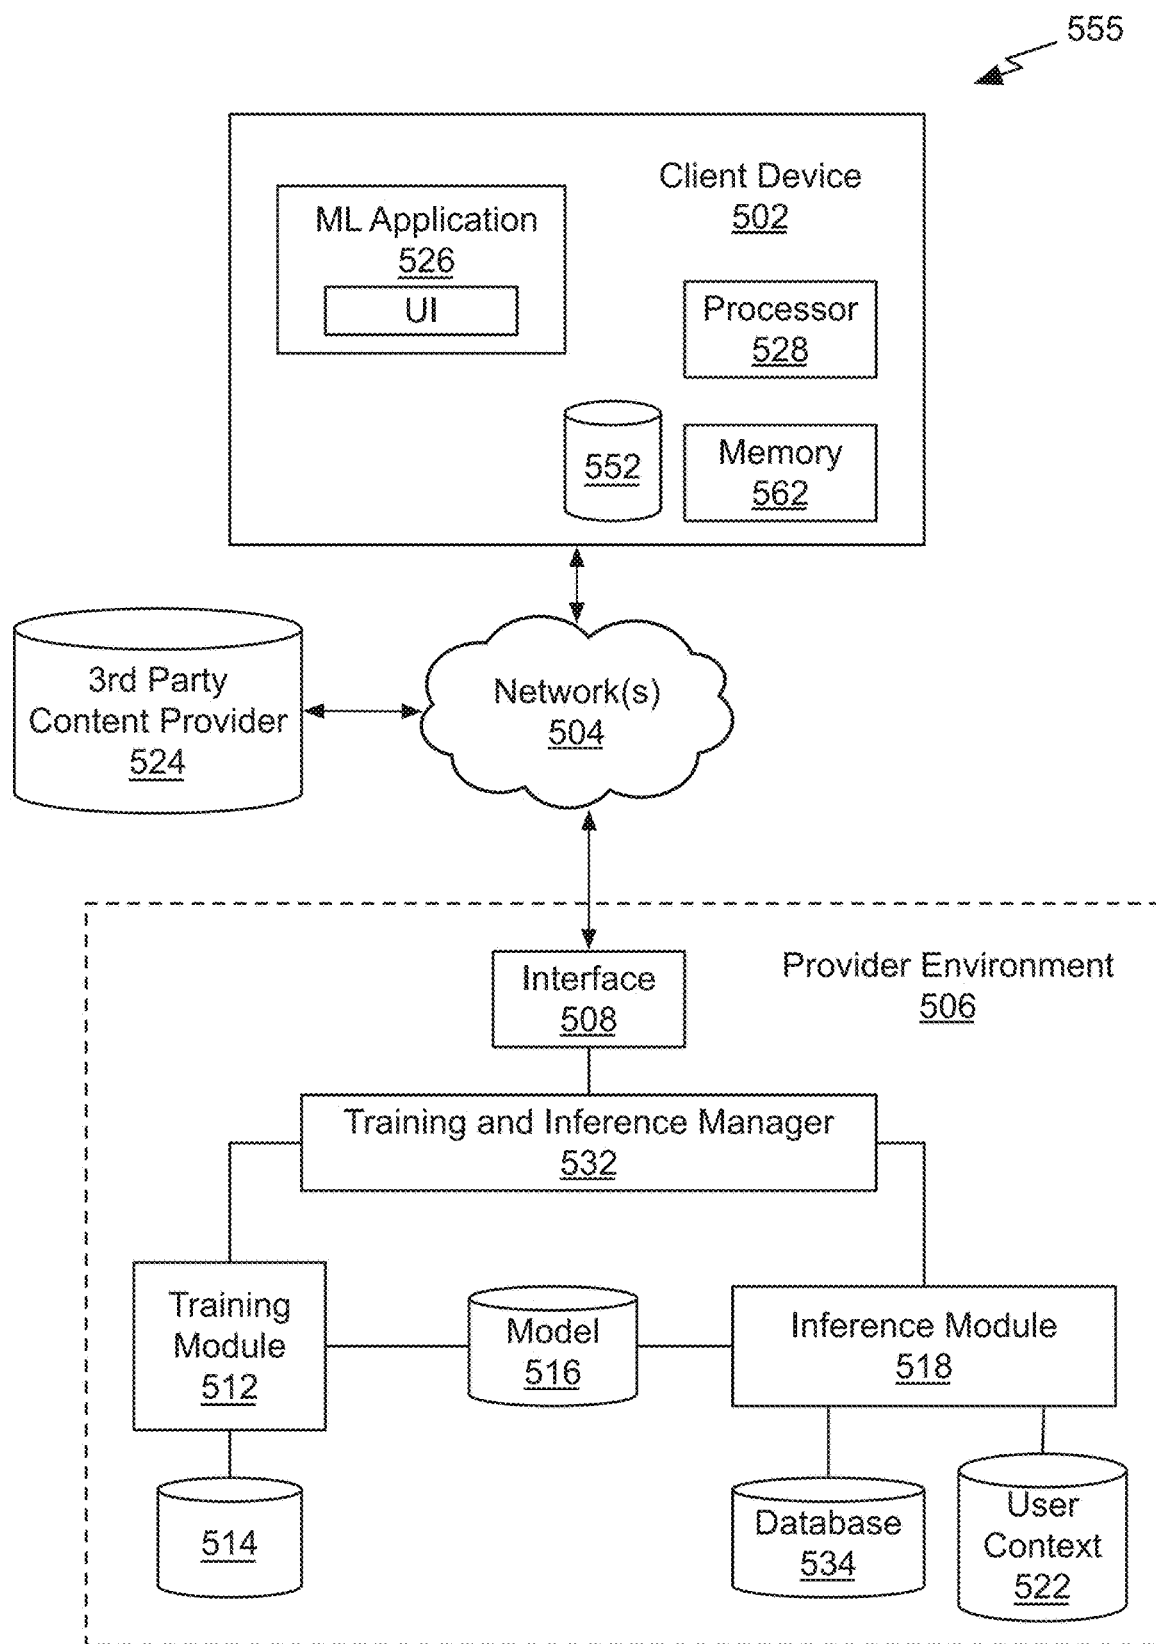 555
Client Device
502
ML Application
526
UI
Processor
528
552
Memory
562
3rd Party
Content Provider
524
Network(s)
504
Interface
508
Provider Environment
506
Training and Inference Manager
532
Training
Module
512
Model
516
Inference Module
518
514
Database
534
User
Context
522